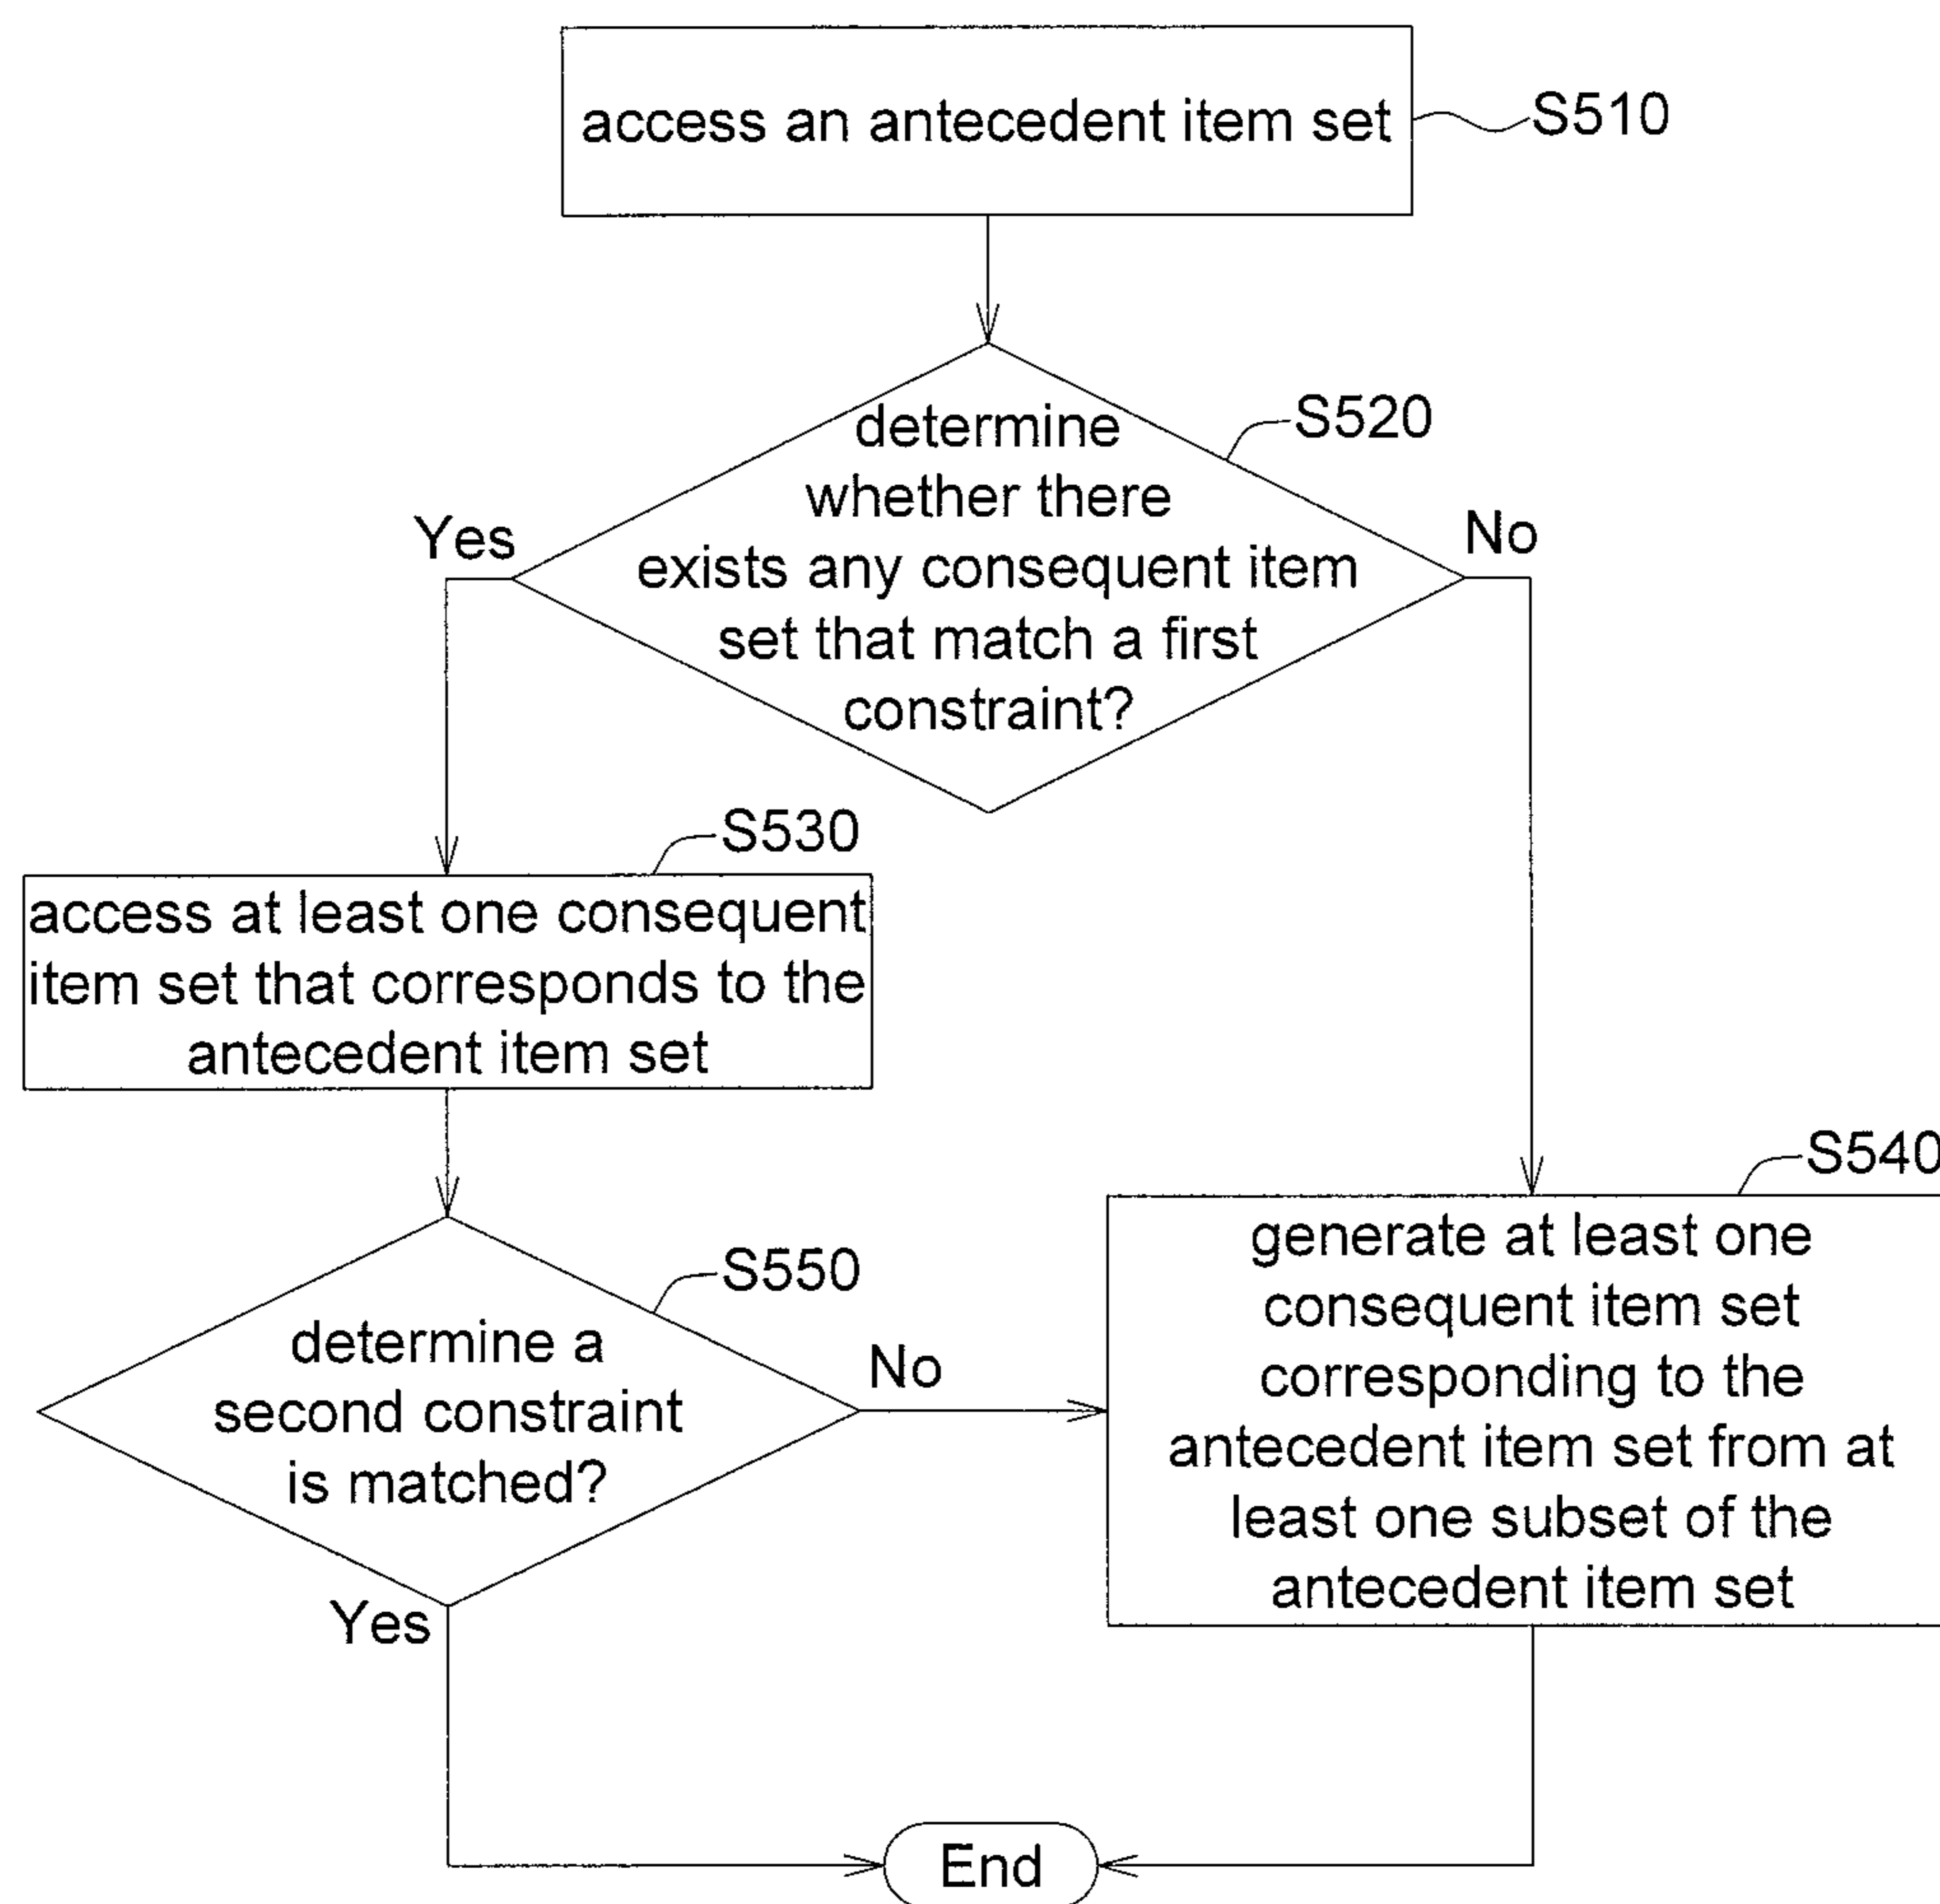 access an antecedent item set
S510
determine
whether there
exists any consequent item
set that match a first
constraint?
S520
Yes
No
S530
access at least one consequent
item set that corresponds to the
antecedent item set
S550
determine a
second constraint
is matched?
No
Yes
S540
generate at least one
consequent item set
corresponding to the
antecedent item set from at
least one subset of the
antecedent item set
End